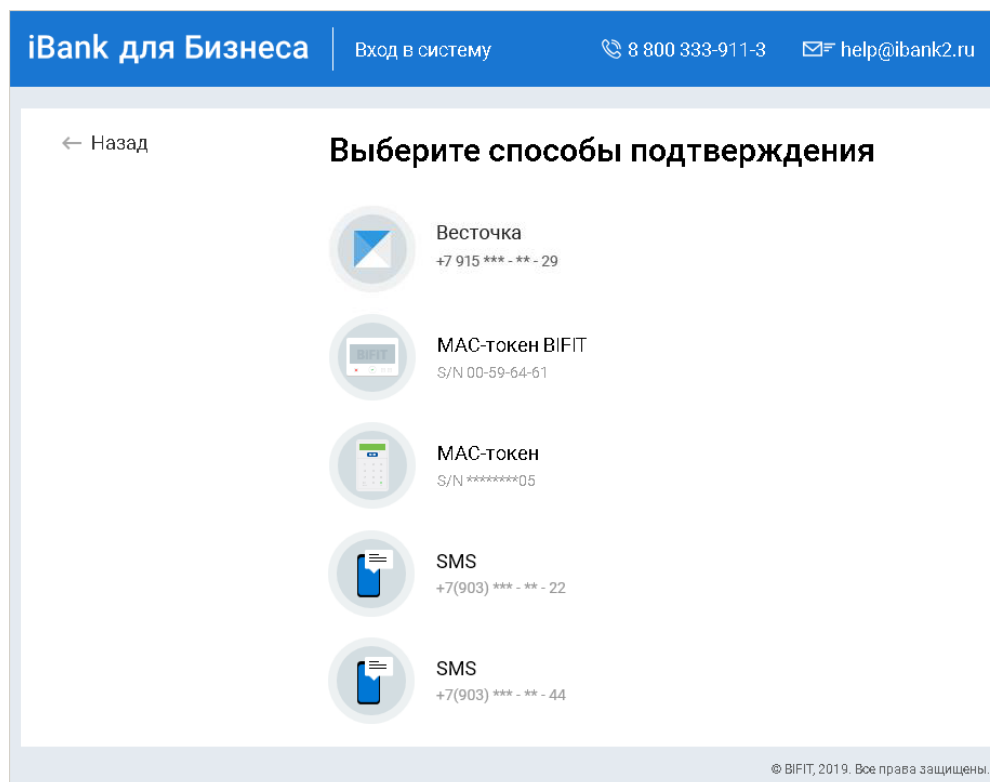 iBank для Бизнеса
Вход в систему
8 800 333-911-3
help@ibank2.ru
Назад
Выберите способы подтверждения
Весточка
+7 915 *** - ** - 29
BIFIT
МАС-токен BIFIT
S/N 00-59-64-61
МАС-токен
S/N ********05
SMS
+7(903) *** - ** - 22
SMS
+7(903) *** - ** - 44
© BIFIT, 2019. Все права защищены.